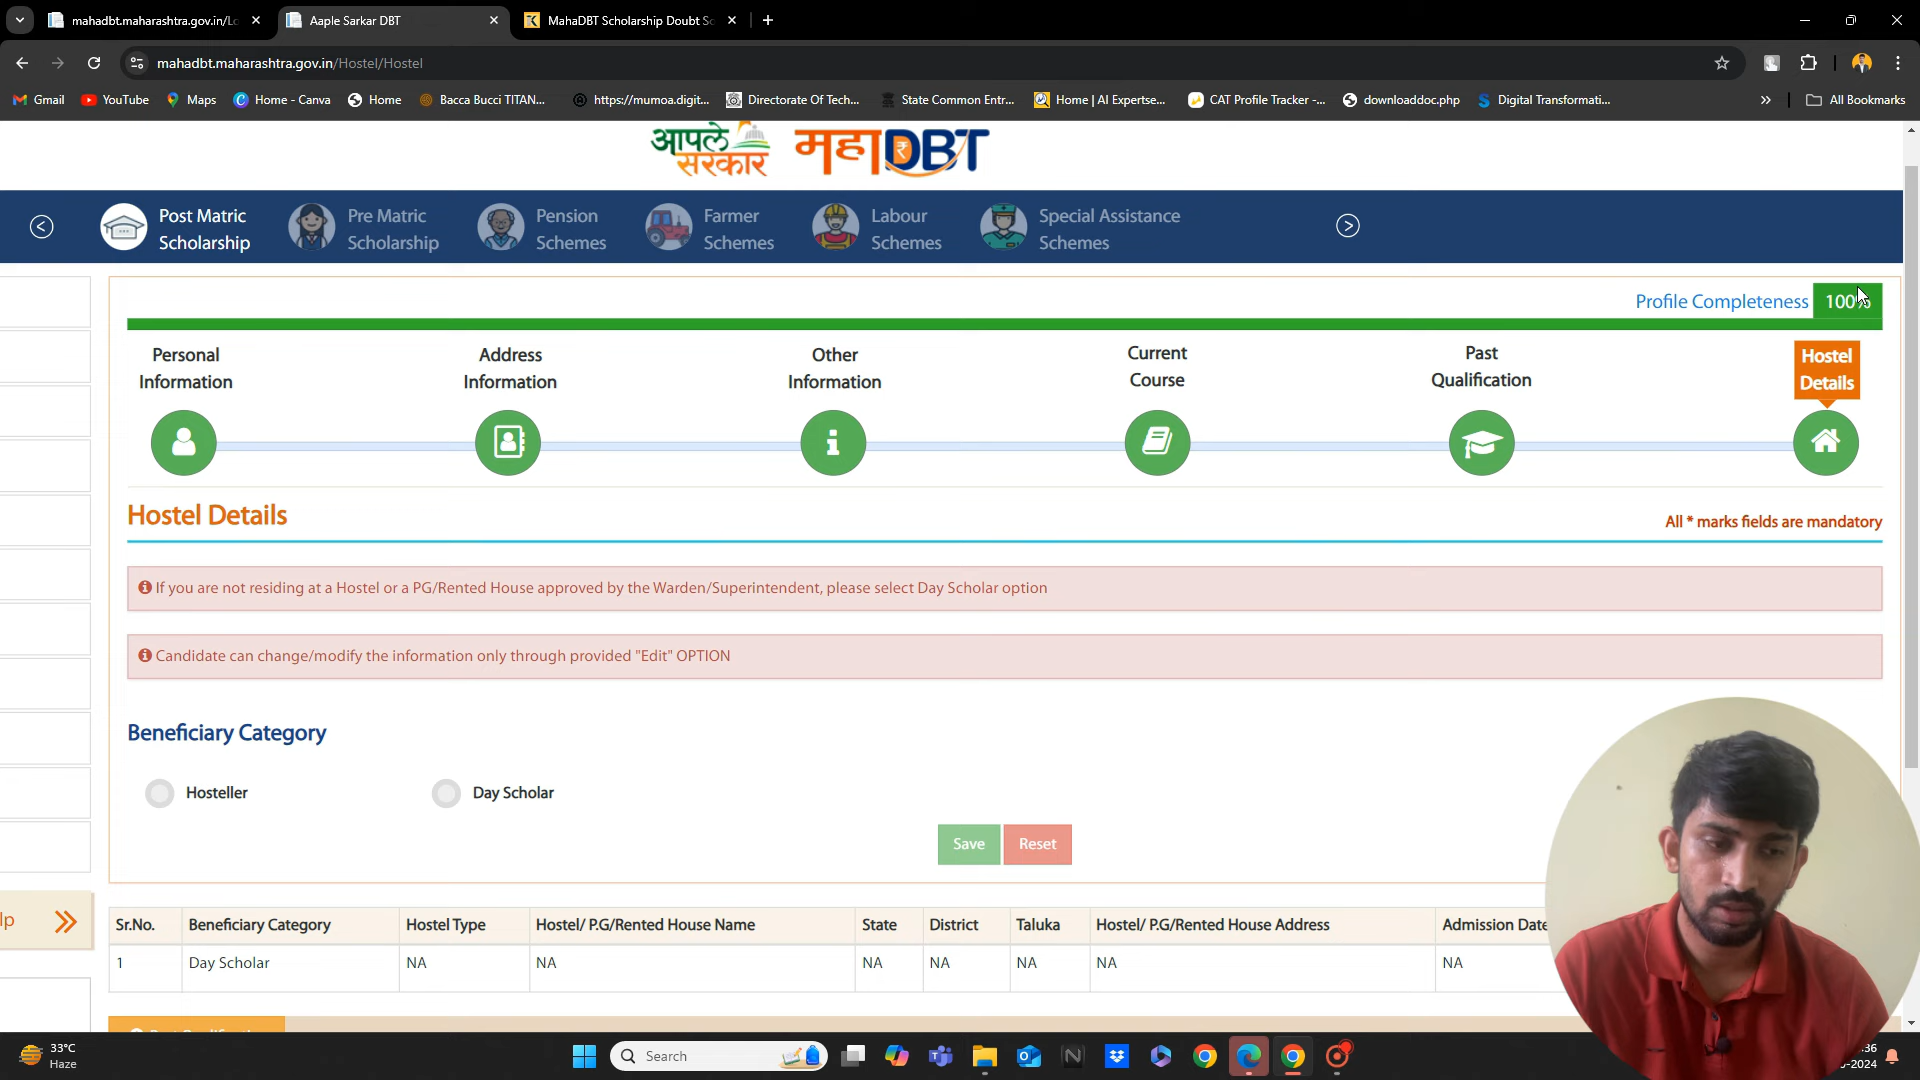 mahadbt.maharashtra.gov.in/Lo
Aaple Sarkar DBT
MahaDBT Scholarship Doubt So
mahadbt.maharashtra.gov.in/Hostel/Hostel
Gmail
YouTube
Maps
Home - Canva
Home
Bacca Bucci TITAN...
https://mumoa.digit...
Directorate Of Tech...
State Common Entr...
Home | AI Expertse...
CAT Profile Tracker -...
downloaddoc.php
Digital Transformati...
All Bookmarks
आपले सरकार
महाDBT
Post Matric
Scholarship
Pre Matric
Scholarship
Pension
Schemes
Farmer
Schemes
Labour
Schemes
Special Assistance
Schemes
Profile Completeness 100%
Personal
Information
Address
Information
Other
Information
Current
Course
Past
Qualification
Hostel
Details
Hostel Details
All * marks fields are mandatory
If you are not residing at a Hostel or a PG/Rented House approved by the Warden/Superintendent, please select Day Scholar option
Candidate can change/modify the information only through provided "Edit" OPTION
Beneficiary Category
Hosteller
Day Scholar
Save
Reset
lp
Sr.No. Beneficiary Category Hostel Type Hostel/ P.G/Rented House Name State District Taluka Hostel/ P.G/Rented House Address Admission Date
1 Day Scholar NA NA NA NA NA NA NA
33°C
Haze
Search
:36
-2024